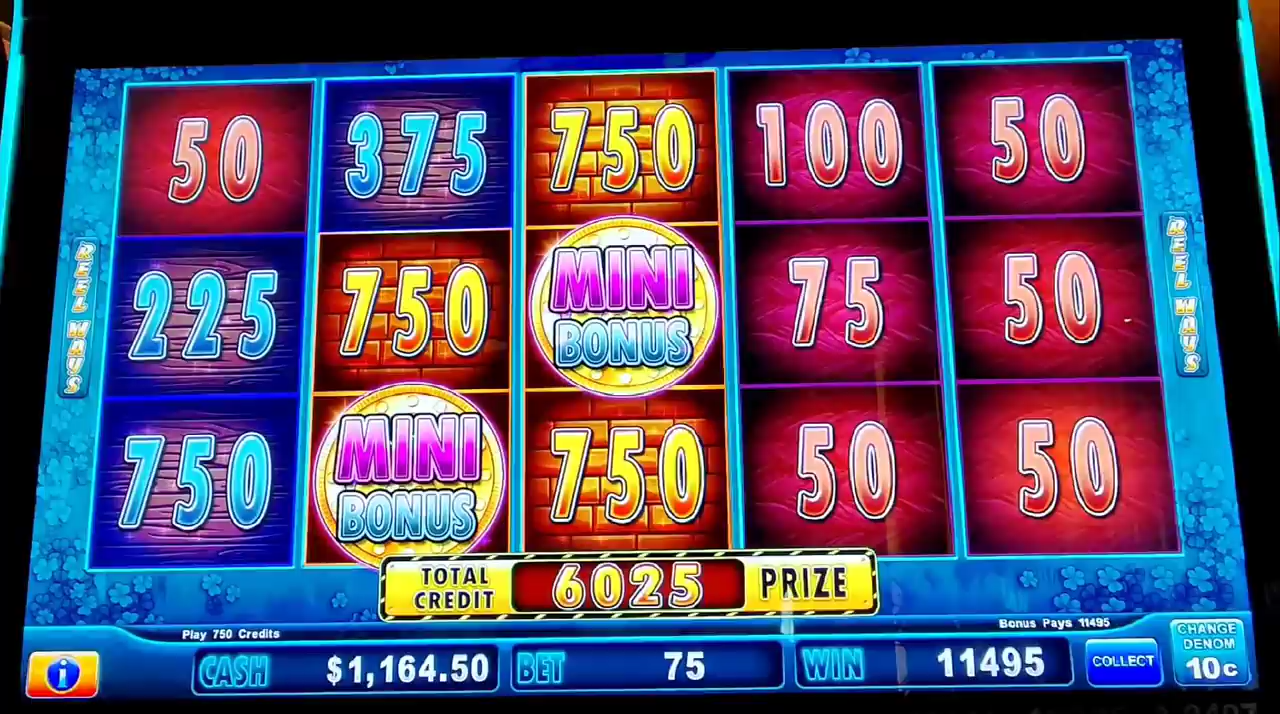 50 375 750 100 50
225 750 MINI BONUS 75 50
750 MINI BONUS 750 50 50
REEL WAYS
REEL WAYS
TOTAL CREDIT 6025 PRIZE
Play 750 Credits
Bonus Pays 11495
CASH $1,164.50 BET 75 WIN 11495 COLLECT
CHANGE
DENOM
10¢
i